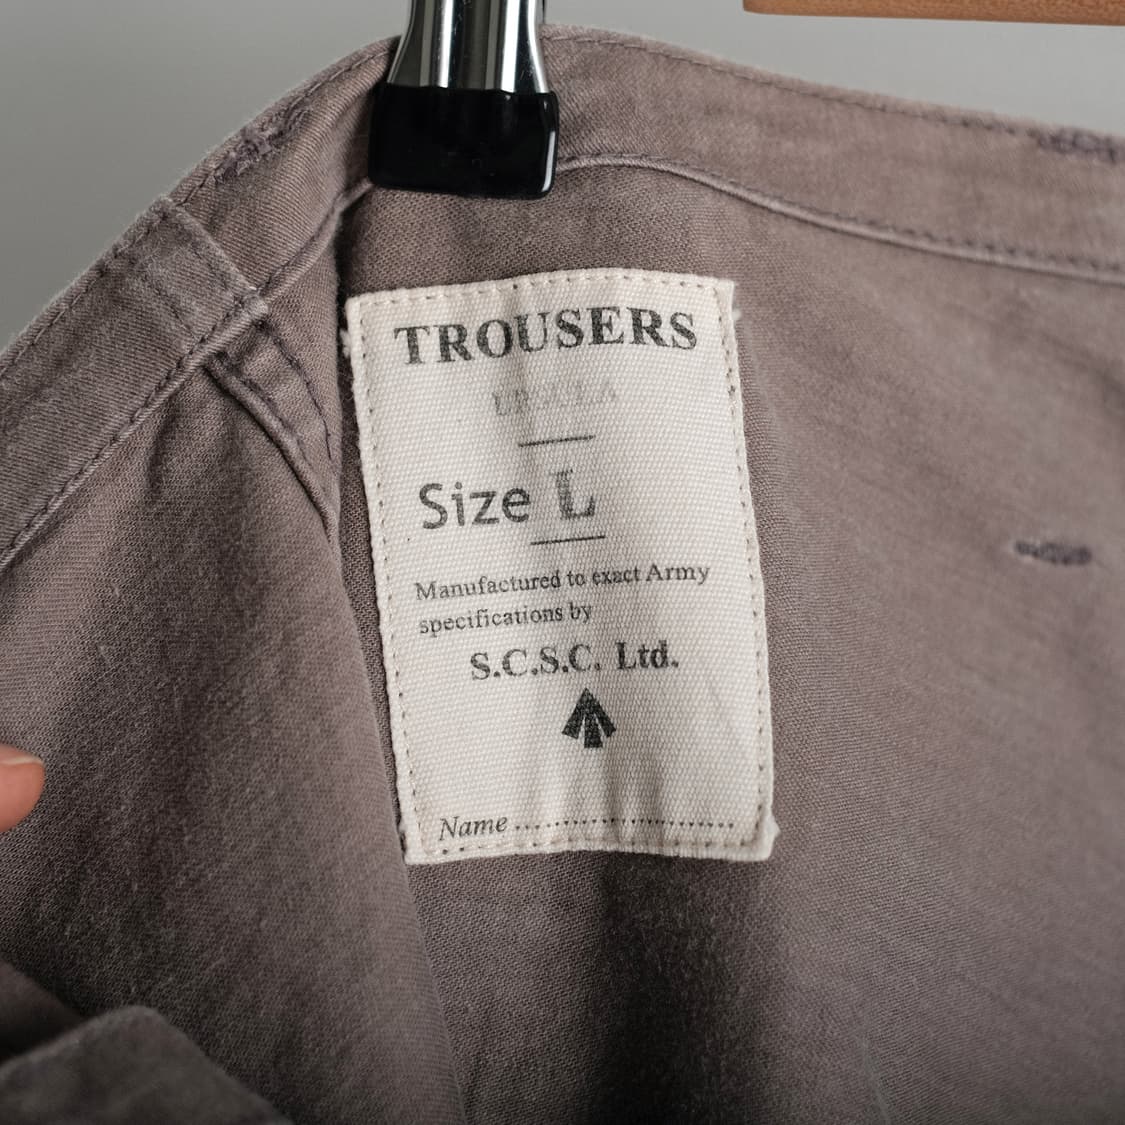 TROUSERS
Size L
Manufactured to exact Army
specifications by
S.C.S.C. Ltd.
Name ..............................